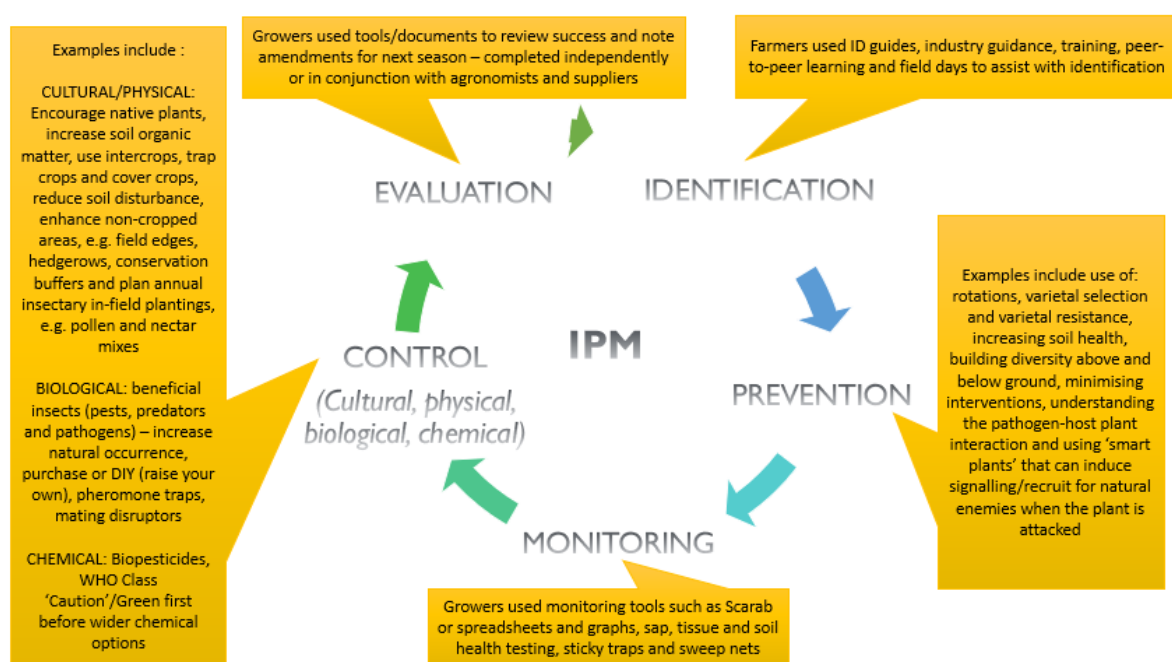 Examples include :
CULTURAL/PHYSICAL:
Encourage native plants,
increase soil organic
matter, use intercrops, trap
crops and cover crops,
reduce soil disturbance,
enhance non-cropped
areas, e.g. field edges,
hedgerows, conservation
buffers and plan annual
insectary in-field plantings,
e.g. pollen and nectar
mixes
BIOLOGICAL: beneficial
insects (pests, predators
and pathogens) – increase
natural occurrence,
purchase or DIY (raise your
own), pheromone traps,
mating disruptors
CHEMICAL: Biopesticides,
WHO Class
‘Caution’/Green first
before wider chemical
options
Growers used tools/documents to review success and note
amendments for next season – completed independently
or in conjunction with agronomists and suppliers
Farmers used ID guides, industry guidance, training, peer-
to-peer learning and field days to assist with identification
EVALUATION
IDENTIFICATION
IPM
CONTROL
(Cultural, physical,
biological, chemical)
PREVENTION
Examples include use of:
rotations, varietal selection
and varietal resistance,
increasing soil health,
building diversity above and
below ground, minimising
interventions, understanding
the pathogen-host plant
interaction and using ‘smart
plants’ that can induce
signalling/recruit for natural
enemies when the plant is
attacked
MONITORING
Growers used monitoring tools such as Scarab
or spreadsheets and graphs, sap, tissue and soil
health testing, sticky traps and sweep nets